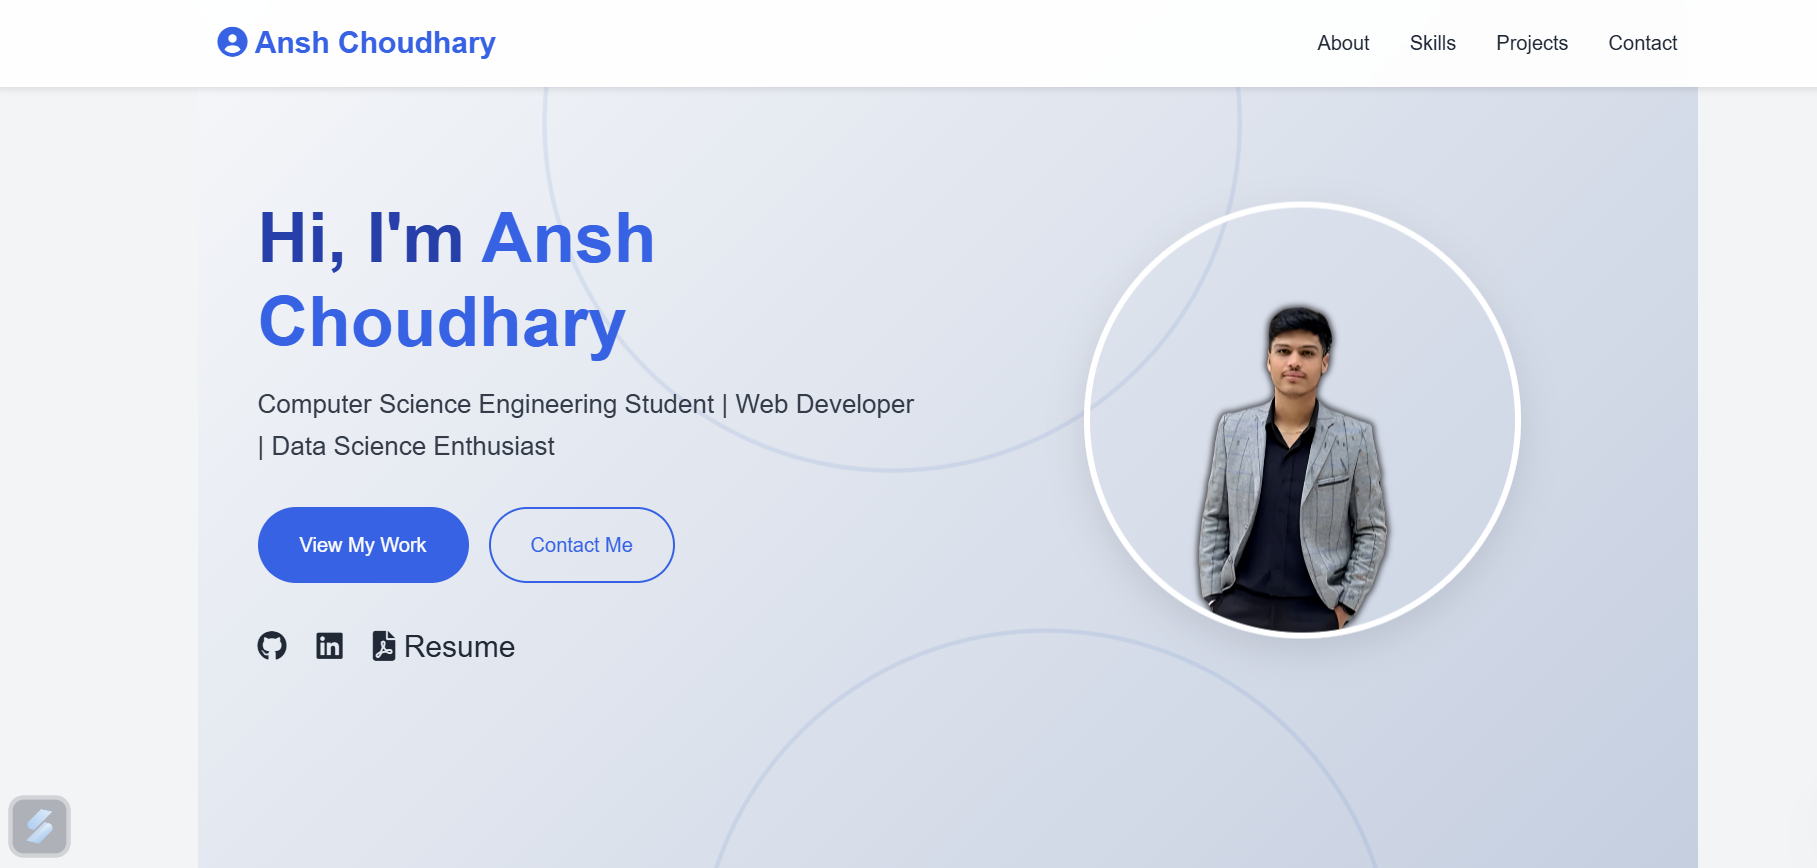 Ansh Choudhary
About
Skills
Projects
Contact
Hi, I'm Ansh
Choudhary
Computer Science Engineering Student | Web Developer
| Data Science Enthusiast
View My Work
Contact Me
Resume